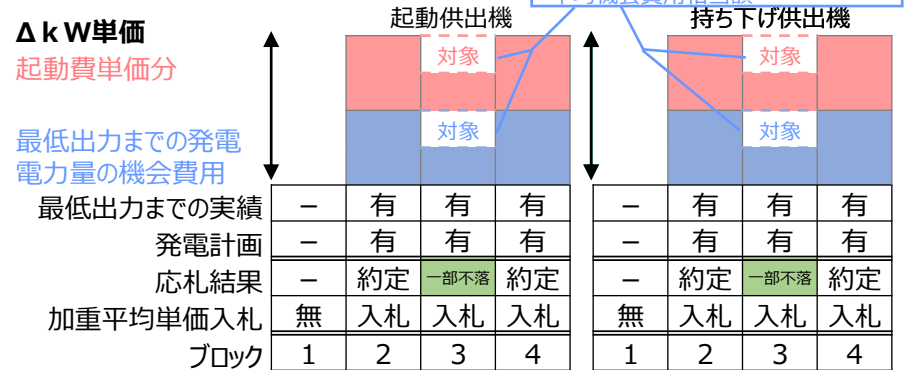 起動供出機
持ち下げ供出機
ΔｋW単価
起動費単価分
対象
対象
最低出力までの発電
電力量の機会費用
対象
対象
最低出力までの実績 － 有 有 有 － 有 有 有
発電計画 － 有 有 有 － 有 有 有
応札結果 － 約定 一部不落 約定 － 約定 一部不落 約定
加重平均単価入札 無 入札 入札 入札 無 入札 入札 入札
ブロック 1 2 3 4 1 2 3 4